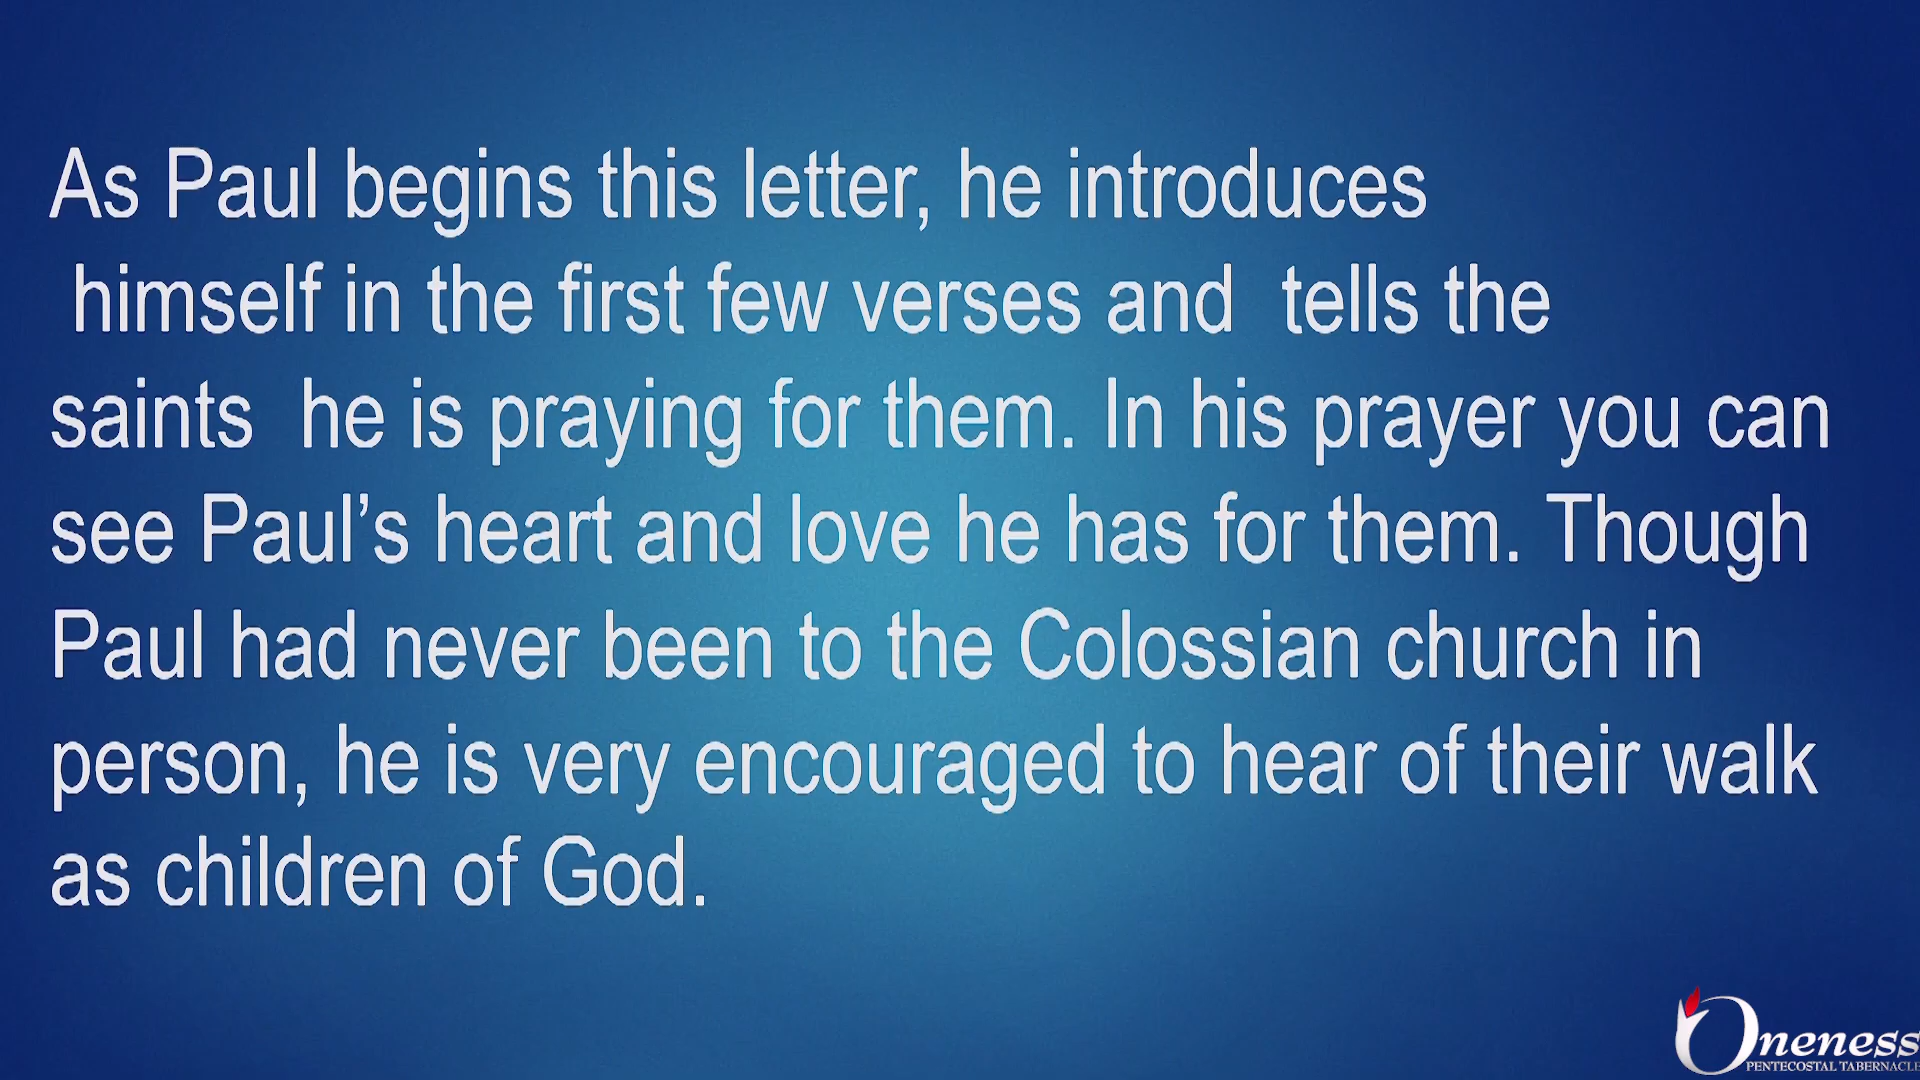 As Paul begins this letter, he introduces
himself in the first few verses and tells the
saints he is praying for them. In his prayer you can
see Paul’s heart and love he has for them. Though
Paul had never been to the Colossian church in
person, he is very encouraged to hear of their walk
as children of God.
Oneness
PENTECOSTAL TABERNACLE